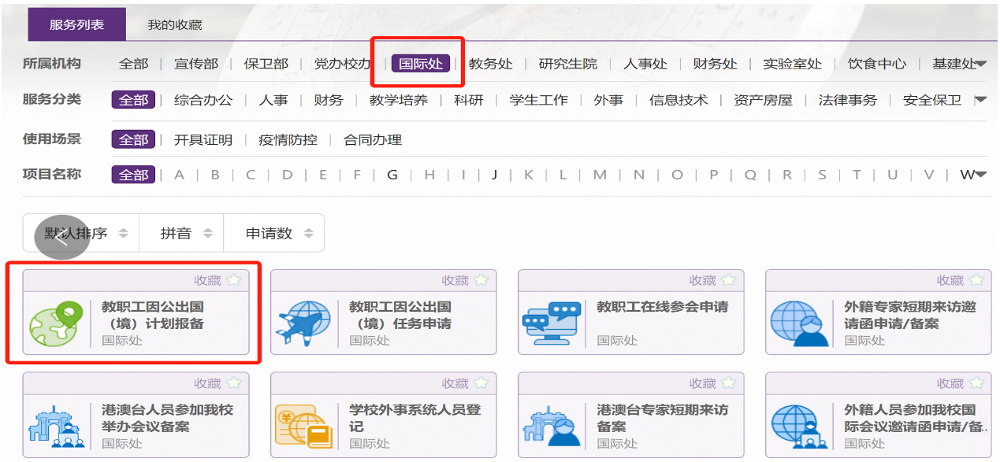 服务列表 我的收藏
所属机构 全部 | 宣传部 | 保卫部 | 党办校办 | 国际处 | 教务处 | 研究生院 | 人事处 | 财务处 | 实验室处 | 饮食中心 | 基建处
服务分类 全部 | 综合办公 | 人事 | 财务 | 教学培养 | 科研 | 学生工作 | 外事 | 信息技术 | 资产房屋 | 法律事务 | 安全保卫 |
使用场景 全部 | 开具证明 | 疫情防控 | 合同办理
项目名称 全部 | A | B | C | D | E | F | G | H | I | J | K | L | M | N | O | P | Q | R | S | T | U | V | W
默认排序 拼音 申请数
收藏
教职工因公出国
（境）计划报备
国际处
收藏
教职工因公出国
（境）任务申请
国际处
收藏
教职工在线参会申请
国际处
收藏
外籍专家短期来访邀
请函申请/备案
国际处
收藏
港澳台人员参加我校
举办会议备案
国际处
收藏
学校外事系统人员登
记
国际处
收藏
港澳台专家短期来访
备案
国际处
收藏
外籍人员参加我校国
际会议邀请函申请/备..
国际处